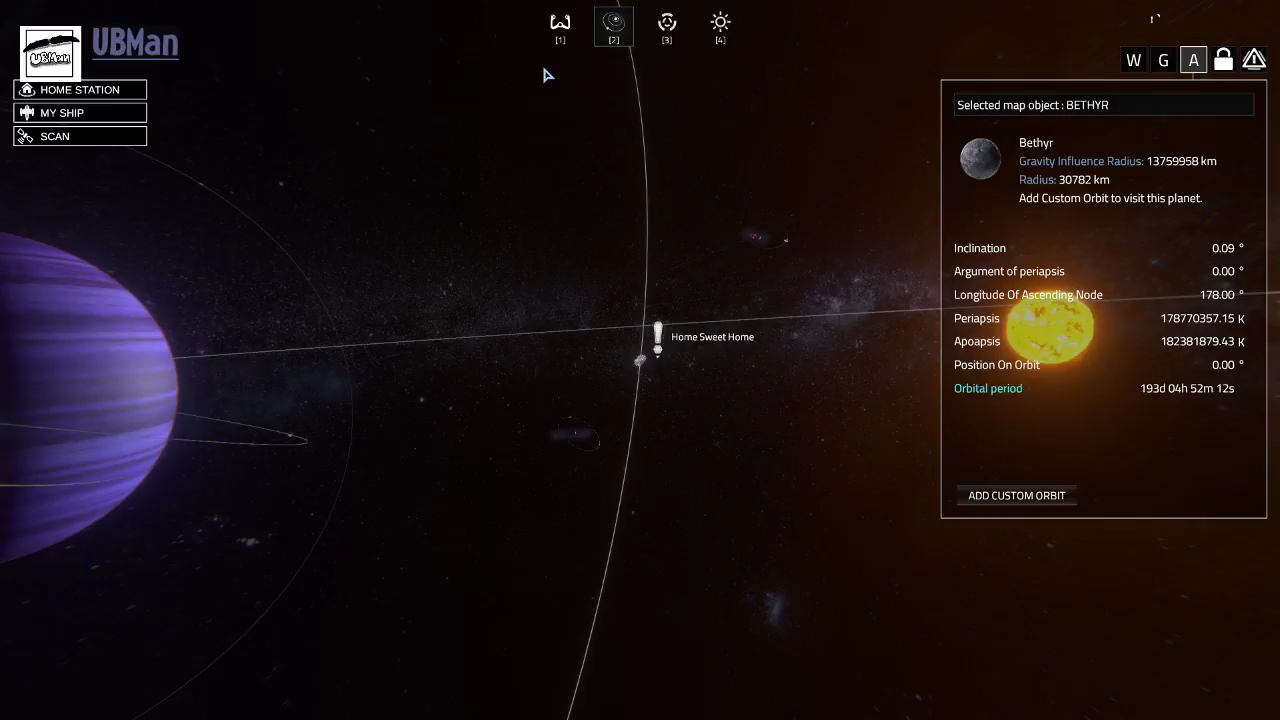 UBMan
UBMan
[1]
[2]
[3]
[4]
W
G
A
HOME STATION
MY SHIP
SCAN
Selected map object : BETHYR
Bethyr
Gravity Influence Radius: 13759958 km
Radius: 30782 km
Add Custom Orbit to visit this planet.
Inclination 0.09 °
Argument of periapsis 0.00 °
Longitude Of Ascending Node 178.00 °
Periapsis 178770357.15 K
Apoapsis 182381879.43 K
Position On Orbit 0.00 °
Orbital period 193d 04h 52m 12s
ADD CUSTOM ORBIT
Home Sweet Home